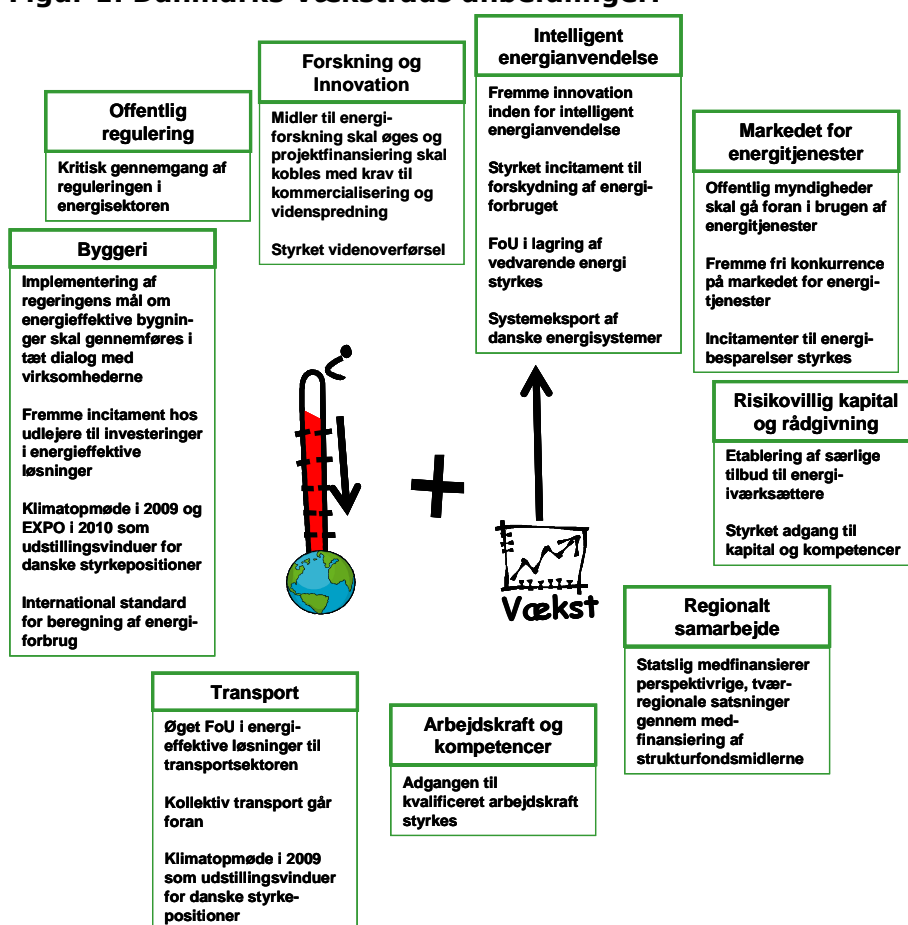 Figur 1: Danmarks Vækstråds anbefalinger:
Intelligent
energianvendelse
Fremme innovation
inden for intelligent
energianvendelse
Styrket incitament til
forskydning af energi-
forbruget
FoU i lagring af
vedvarende energi
styrkes
Systemeksport af
danske energisystemer
Forskning og
Innovation
Midler til energi-
forskning skal øges og
projektfinansiering skal
kobles med krav til
kommercialisering og
videnspredning
Styrket videnoverførsel
Offentlig
regulering
Kritisk gennemgang af
reguleringen i
energisektoren
Markedet for
energitjenester
Offentlig myndigheder
skal gå foran i brugen af
energitjenester
Fremme fri konkurrence
på markedet for energi-
tjenester
Incitamenter til energi-
besparelser styrkes
Byggeri
Implementering af
regeringens mål om
energieffektive bygnin-
ger skal gennemføres i
tæt dialog med
virksomhederne
Fremme incitament hos
udlejere til investeringer
i energieffektive
løsninger
Klimatopmøde i 2009 og
EXPO i 2010 som
udstillingsvinduer for
danske styrkepositioner
International standard
for beregning af energi-
forbrug
Risikovillig kapital
og rådgivning
Etablering af særlige
tilbud til energi-
iværksættere
Styrket adgang til
kapital og kompetencer
Vækst
Regionalt
samarbejde
Statslig medfinansierer
perspektivrige, tvær-
regionale satsninger
gennem med-
finansiering af
strukturfondsmidlerne
Transport
Øget FoU i energi-
effektive løsninger til
transportsektoren
Kollektiv transport går
foran
Klimatopmøde i 2009
som udstillingsvinduer
for danske styrke-
positioner
Arbejdskraft og
kompetencer
Adgangen til
kvalificeret arbejdskraft
styrkes